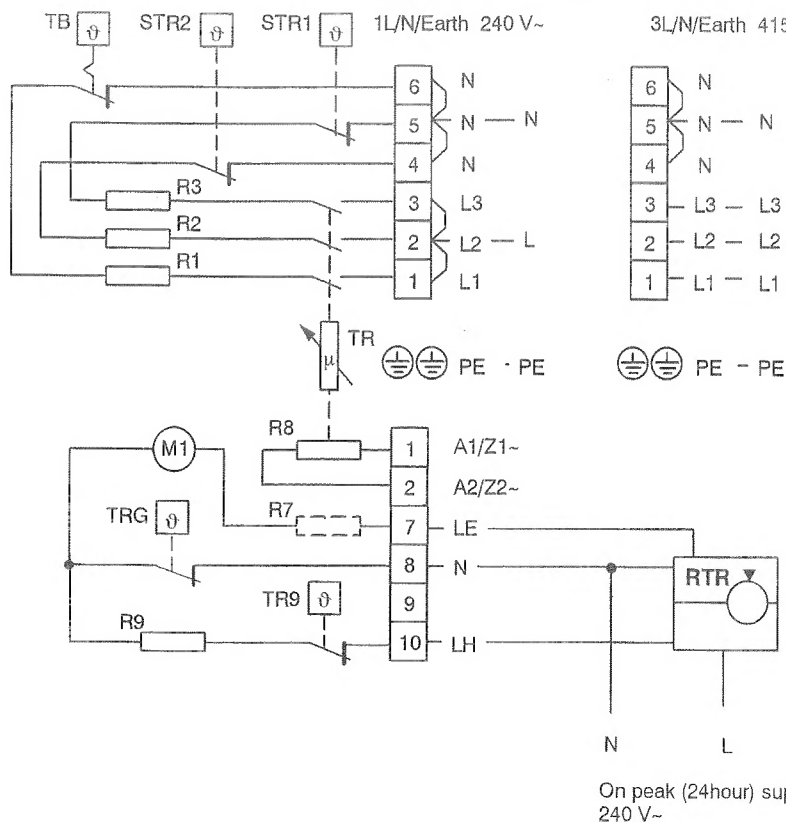 TB ϑ STR2 ϑ STR1 ϑ 1L/N/Earth 240 V~ 3L/N/Earth 415
6 N 6 N
5 N N 5 N N
4 N 4 N
R3 3 L3 3 L3 L3
R2 2 L2 L 2 L2 L2
R1 1 L1 1 L1 L1
TR
μ PE - PE PE - PE
R8 1 A1/Z1~
M1
2 A2/Z2~
R7 7 LE
TRG ϑ
8 N RTR
TR9 ϑ 9
R9 10 LH
N L
On peak (24hour) sup
240 V~